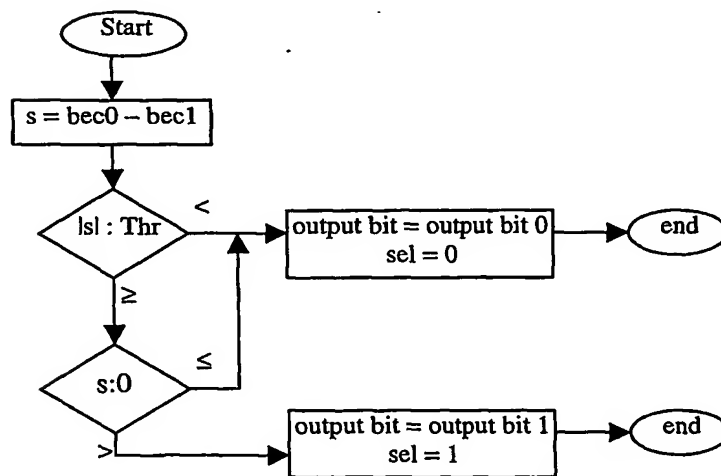 Start
s = bec0 – bec1
|s| : Thr
<
output bit = output bit 0
sel = 0
end
≥
s:0
≤
>
output bit = output bit 1
sel = 1
end